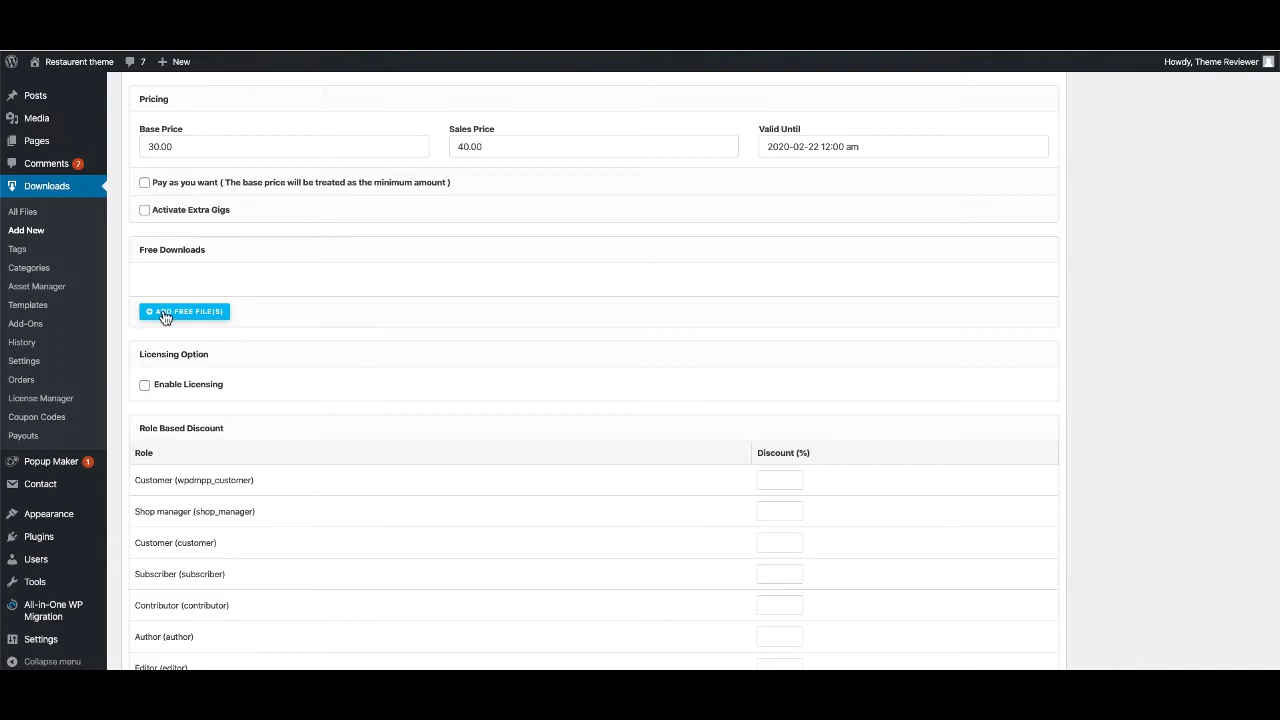 Restaurent theme 7 New Howdy, Theme Reviewer
Posts
Media
Pages
Comments 7
Downloads
All Files
Add New
Tags
Categories
Asset Manager
Templates
Add-Ons
History
Settings
Orders
License Manager
Coupon Codes
Payouts
Popup Maker 1
Contact
Appearance
Plugins
Users
Tools
All-in-One WP
Migration
Settings
Collapse menu
Pricing
Base Price Sales Price Valid Until
30.00 40.00 2020-02-22 12:00 am
Pay as you want ( The base price will be treated as the minimum amount )
Activate Extra Gigs
Free Downloads
ADD FREE FILE(S)
Licensing Option
Enable Licensing
Role Based Discount
Role Discount (%)
Customer (wpdmpp_customer)
Shop manager (shop_manager)
Customer (customer)
Subscriber (subscriber)
Contributor (contributor)
Author (author)
Editor (editor)